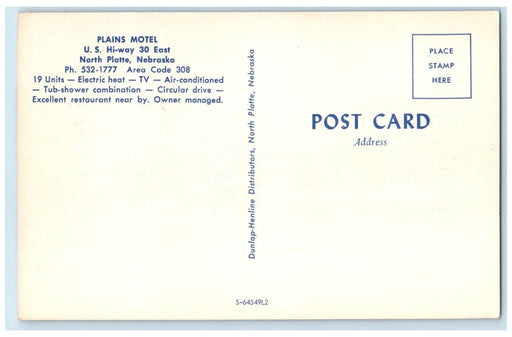 PLAINS MOTEL
U. S. Hi-way 30 East
North Platte, Nebraska
Ph. 532-1777 Area Code 308
19 Units — Electric heat — TV — Air-conditioned
— Tub-shower combination — Circular drive —
Excellent restaurant near by. Owner managed.
Dunlap-Henline Distributors, North Platte, Nebraska
PLACE
STAMP
HERE
POST CARD
Address
S-64549L2